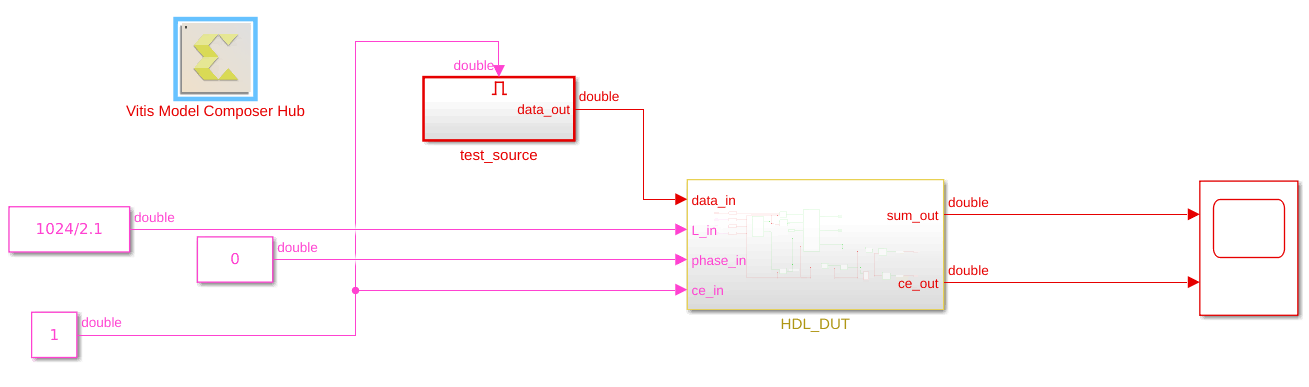 double
data_out
double
Vitis Model Composer Hub
test_source
data_in
double
1024/2.1
double
sum_out
L_in
0
double
phase_in
double
ce_out
ce_in
1
double
HDL_DUT